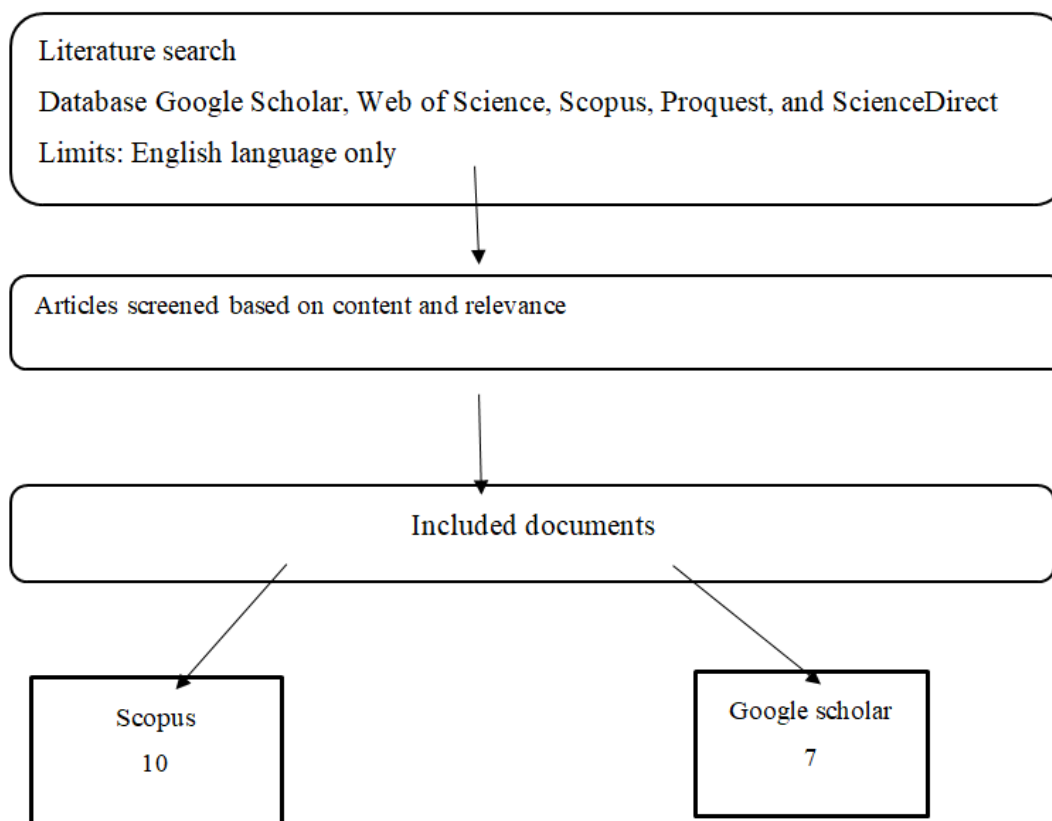 Literature search
Database Google Scholar, Web of Science, Scopus, Proquest, and ScienceDirect
Limits: English language only
Articles screened based on content and relevance
Included documents
Scopus
10
Google scholar
7